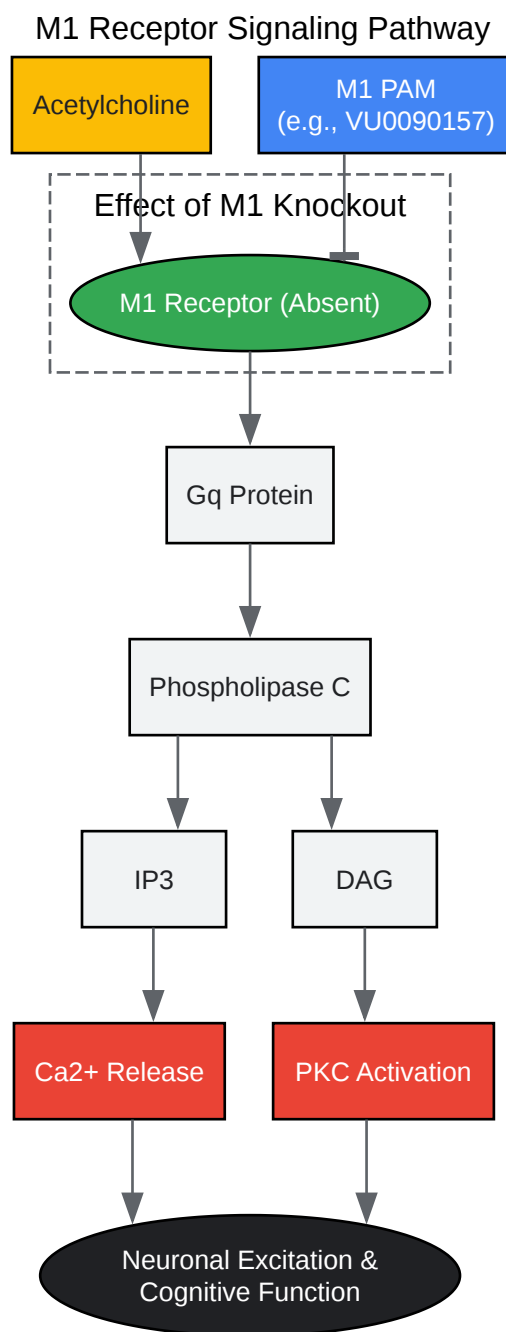 M1 Receptor Signaling Pathway
Acetylcholine
M1 PAM
(e.g., VU0090157)
Effect of M1 Knockout
M1 Receptor (Absent)
Gq Protein
Phospholipase C
IP3
DAG
Ca2+ Release
PKC Activation
Neuronal Excitation &
Cognitive Function